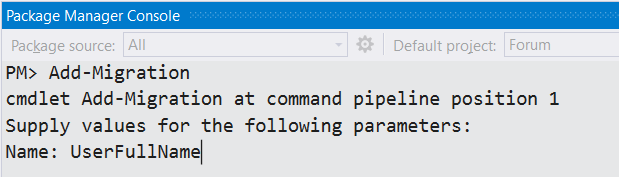 Package Manager Console
Package source: All Default project: Forum
PM> Add-Migration
cmdlet Add-Migration at command pipeline position 1
Supply values for the following parameters:
Name: UserFullName